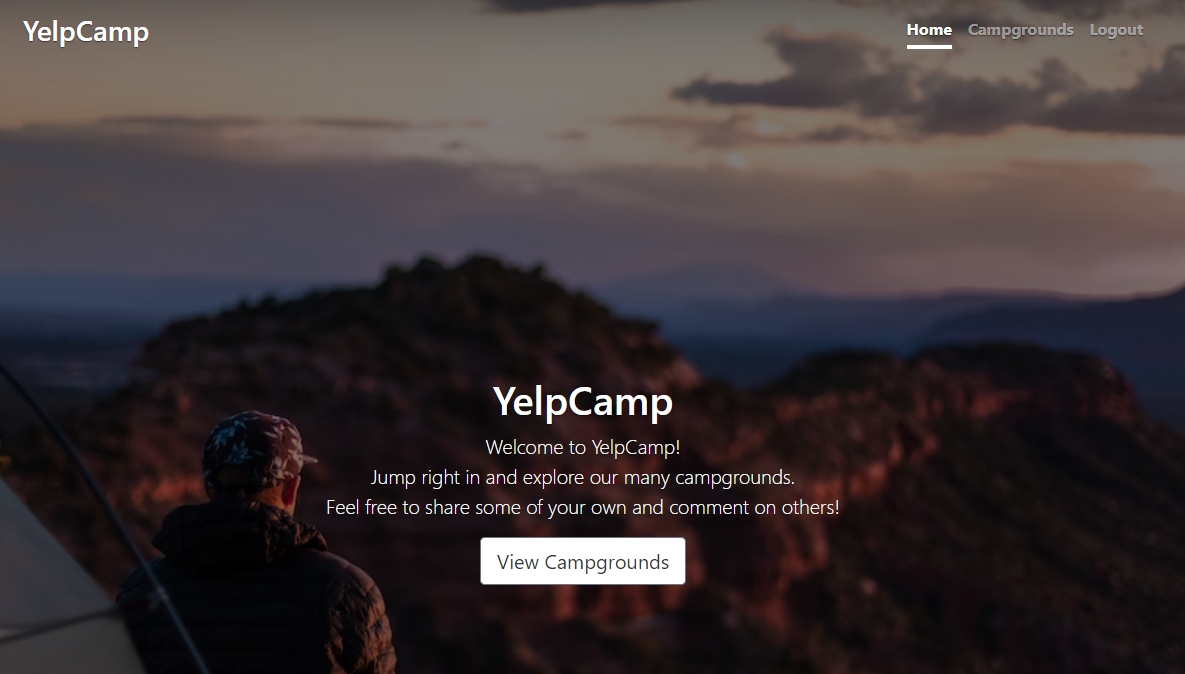 YelpCamp
Home Campgrounds Logout
YelpCamp
Welcome to YelpCamp!
Jump right in and explore our many campgrounds.
Feel free to share some of your own and comment on others!
View Campgrounds